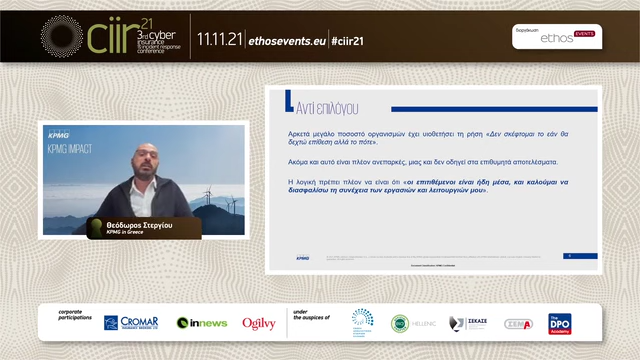 ciir 21
3rd cyber
insurance
& incident response
conference
11.11.21 | ethosevents.eu | #ciir21
διοργάνωση
ethos EVENTS
KPMG
KPMG IMPACT
Θεόδωρος Στεργίου
KPMG in Greece
Αντί επιλόγου
Αρκετά μεγάλο ποσοστό οργανισμών έχει υιοθετήσει τη ρήση «Δεν σκέφτομαι το εάν θα
δεχτώ επίθεση αλλά το πότε».
Ακόμα και αυτό είναι πλέον ανεπαρκές, μιας και δεν οδηγεί στα επιθυμητά αποτελέσματα.
Η λογική πρέπει πλέον να είναι ότι «οι επιτιθέμενοι είναι ήδη μέσα, και καλούμαι να
διασφαλίσω τη συνέχεια των εργασιών και λειτουργιών μου».
KPMG
corporate
participations
CROMAR
innews
Ogilvy
under
the auspices of
HELLENIC
ΣΕΚΑΣΕ
ΣΕΜΑ
The
DPO
Academy